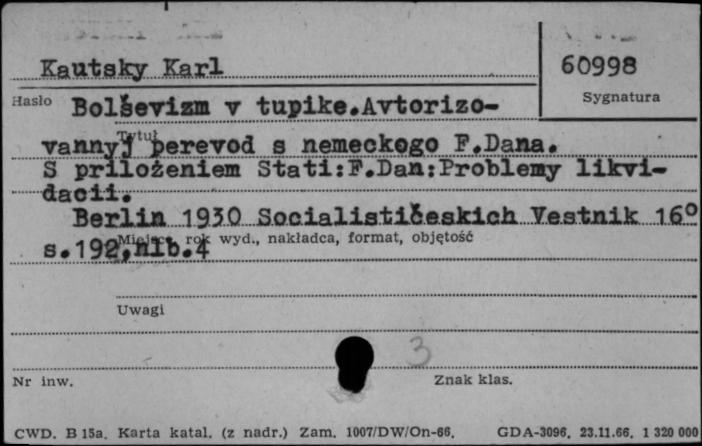 Kautsky Karl
60998
Hasło
Sygnatura
Bolševizm v tupike.Avtorizo-
Tytuł
vannyj perevod s nemeckogo F.Dana.
S priloženiem Stati:F.Dan:Problemy likvi-
dacii.
Berlin 1930 Socialističeskich Vestnik 16°
Miejsce, rok wyd., nakładca, format, objętość
s.192,nlb.4
Uwagi
3
Nr inw.
Znak klas.
CWD. B 15a. Karta katal. (z nadr.) Zam. 1007/DW/On-66. GDA-3096. 23.11.66. 1 320 000